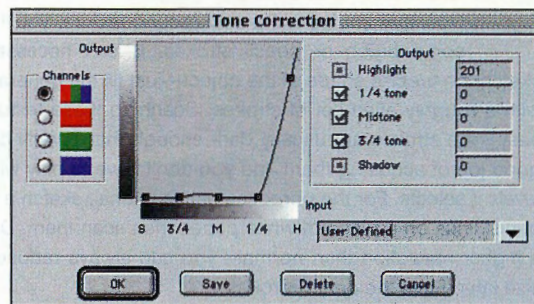 Tone Correction
Output
Channels
S 3/4 M 1/4 H
Input
Output
Highlight 201
1/4 tone 0
Midtone 0
3/4 tone 0
Shadow 0
User Defined
OK
Save
Delete
Cancel